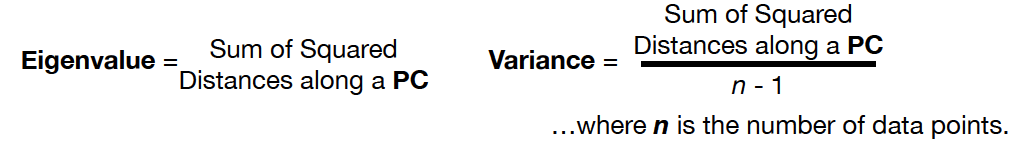 Eigenvalue = Sum of Squared
Distances along a PC
Variance = Sum of Squared
Distances along a PC
n - 1
…where n is the number of data points.